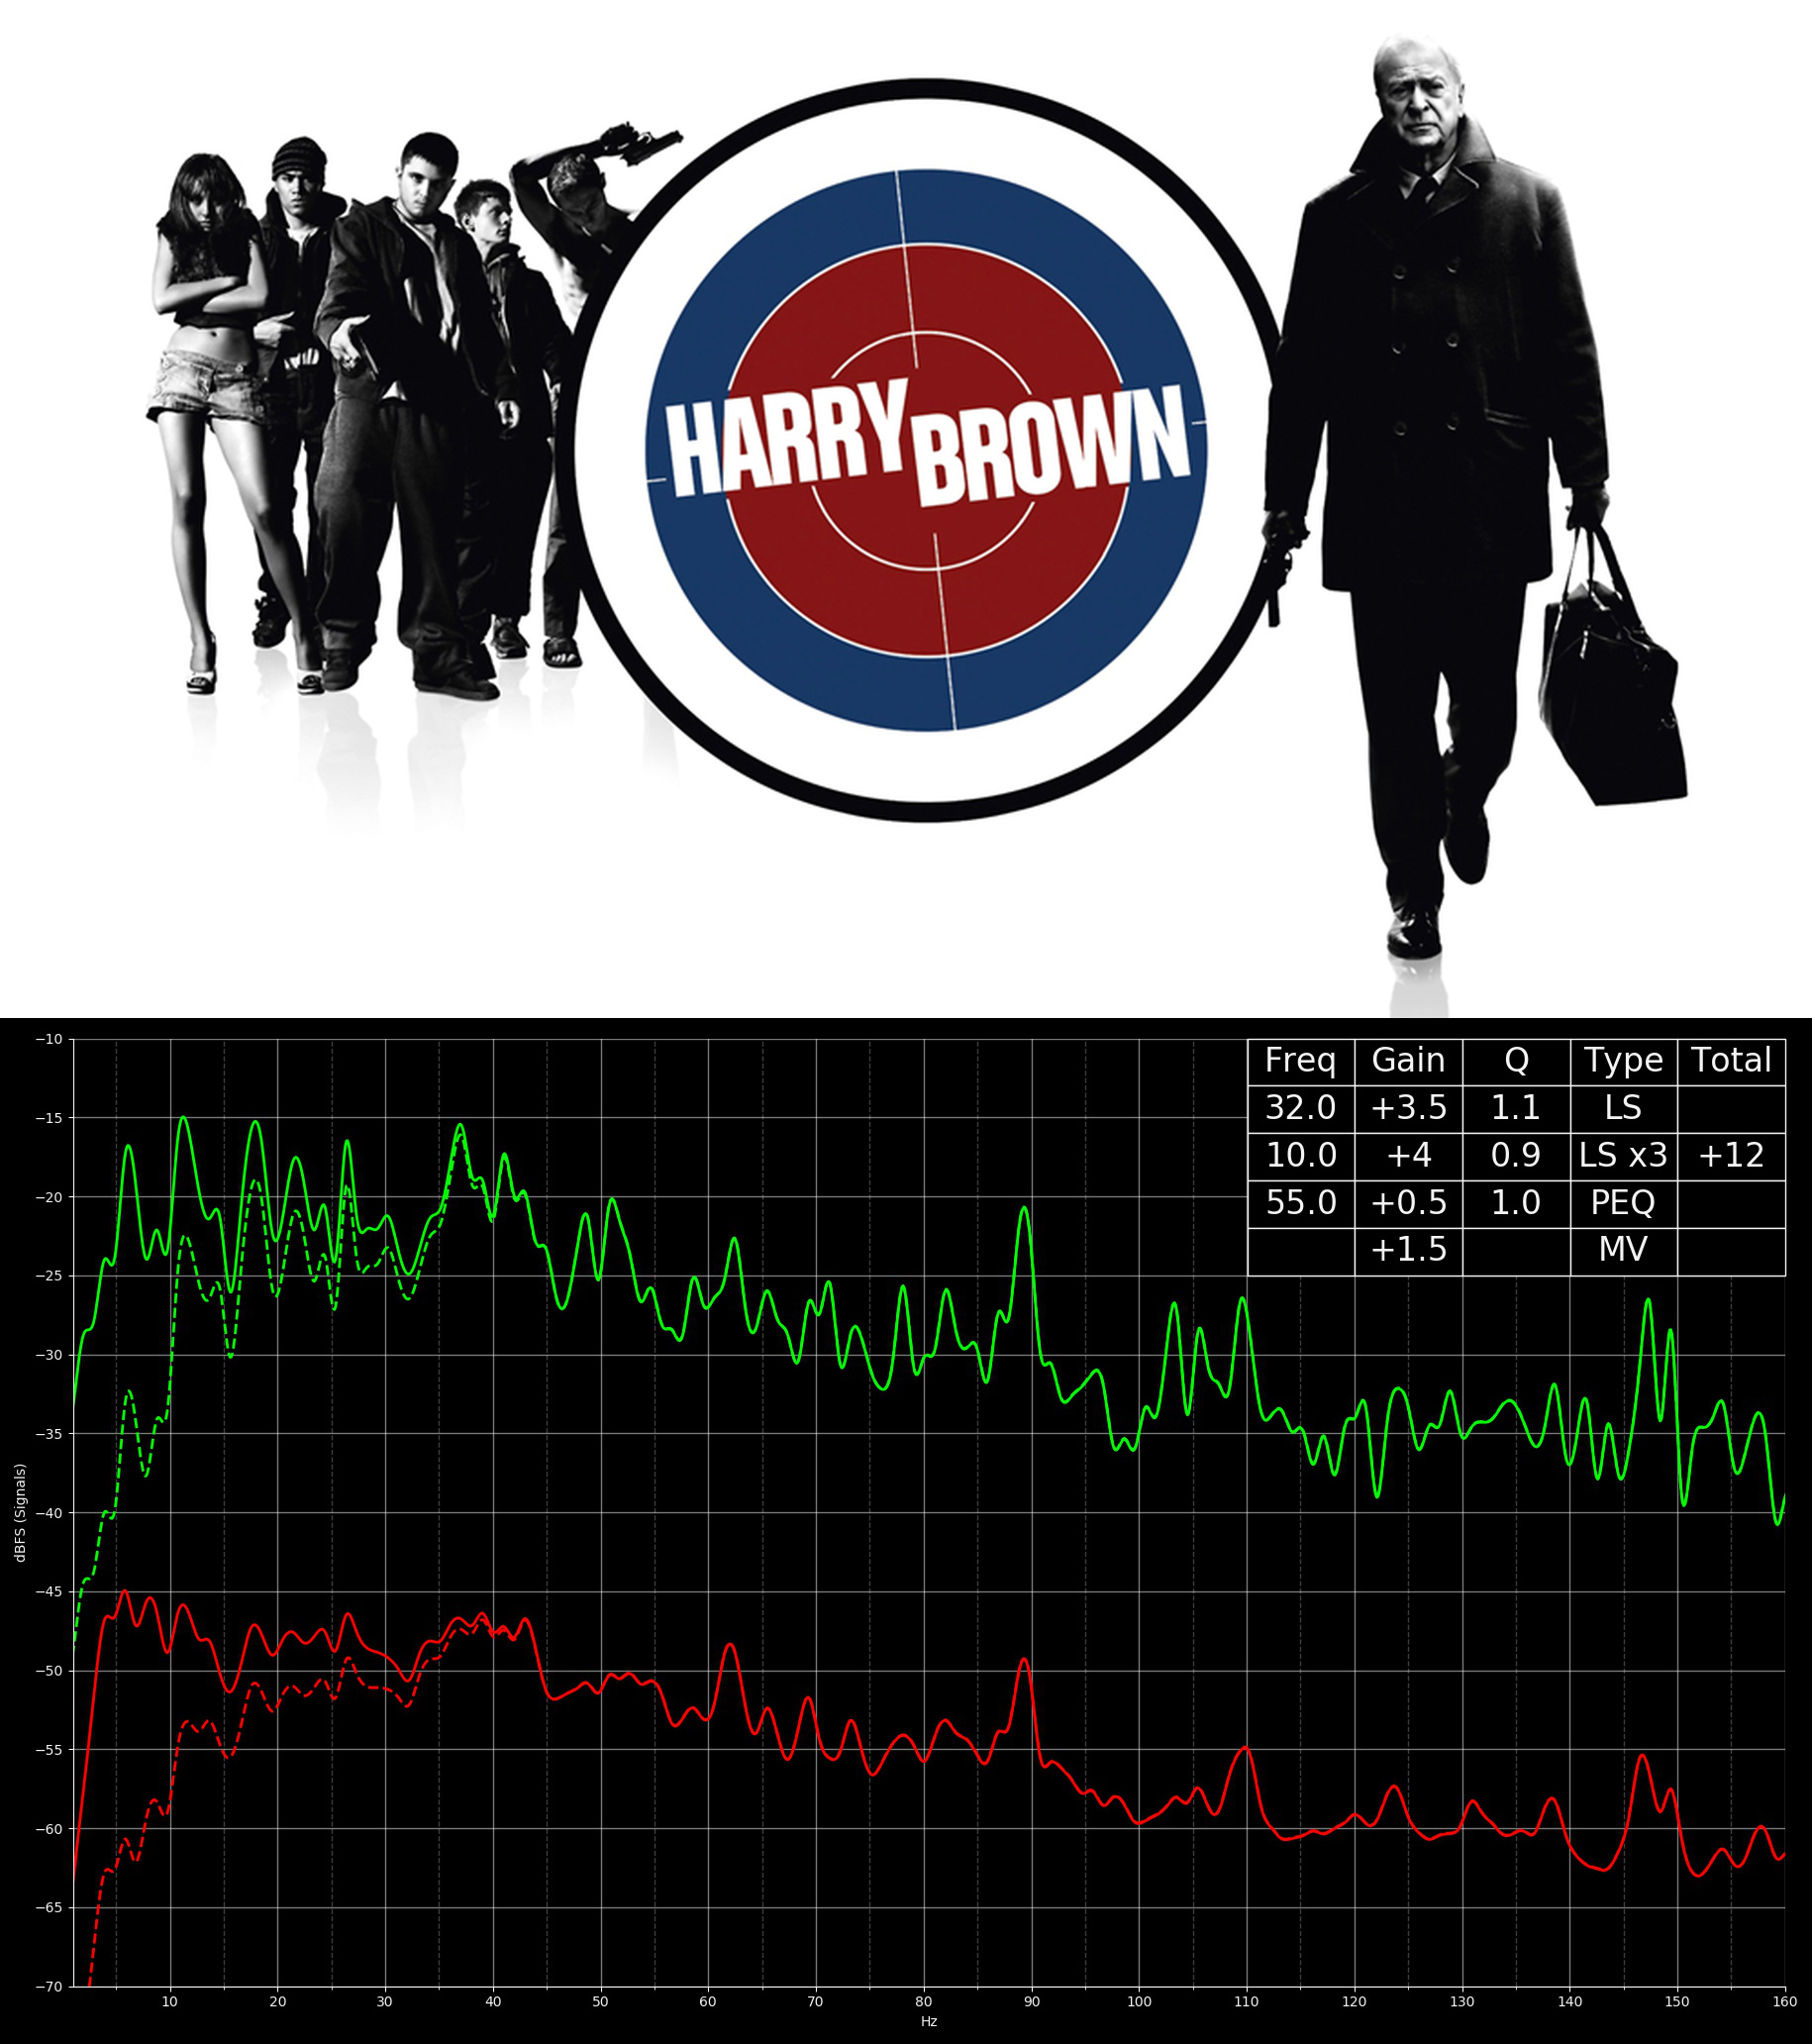 HARRY BROWN
Freq Gain Q Type Total
32.0 +3.5 1.1 LS
10.0 +4 0.9 LS x3 +12
55.0 +0.5 1.0 PEQ
+1.5 MV
−10
−15
−20
−25
−30
−35
−40
−45
−50
−55
−60
−65
−70
dBFS (Signals)
10 20 30 40 50 60 70 80 90 100 110 120 130 140 150 160
Hz